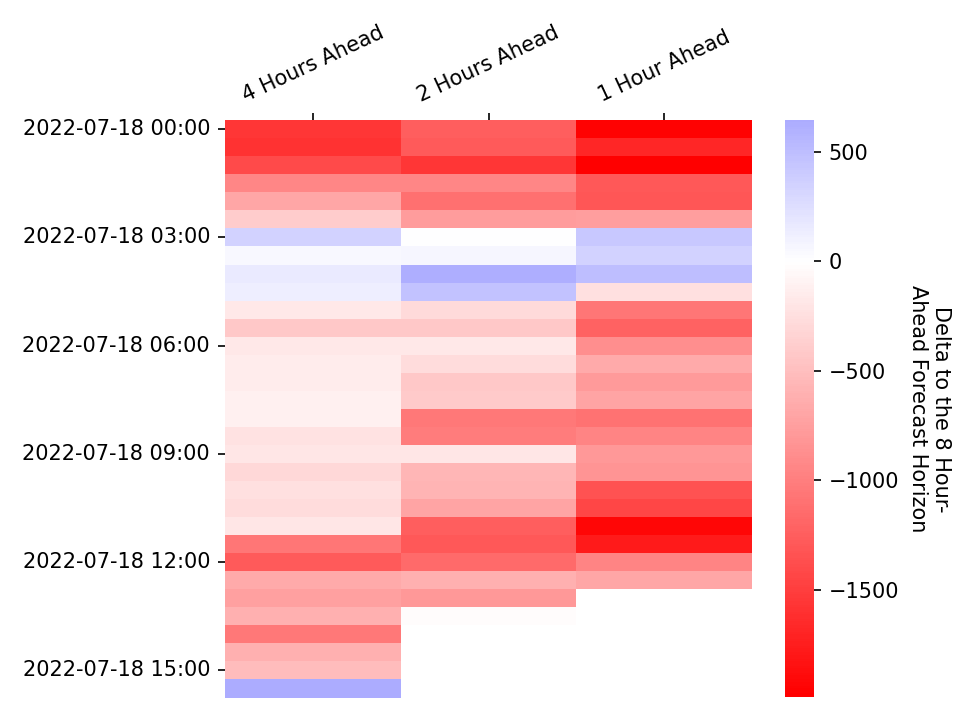 4 Hours Ahead
2 Hours Ahead
1 Hour Ahead
2022-07-18 00:00
2022-07-18 03:00
2022-07-18 06:00
2022-07-18 09:00
2022-07-18 12:00
2022-07-18 15:00
500
0
−500
−1000
−1500
Delta to the 8 Hour-
Ahead Forecast Horizon